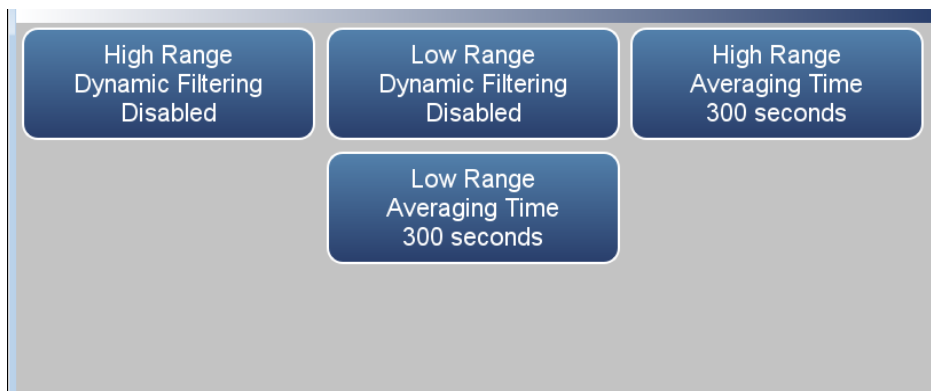 High Range
Dynamic Filtering
Disabled
Low Range
Dynamic Filtering
Disabled
High Range
Averaging Time
300 seconds
Low Range
Averaging Time
300 seconds